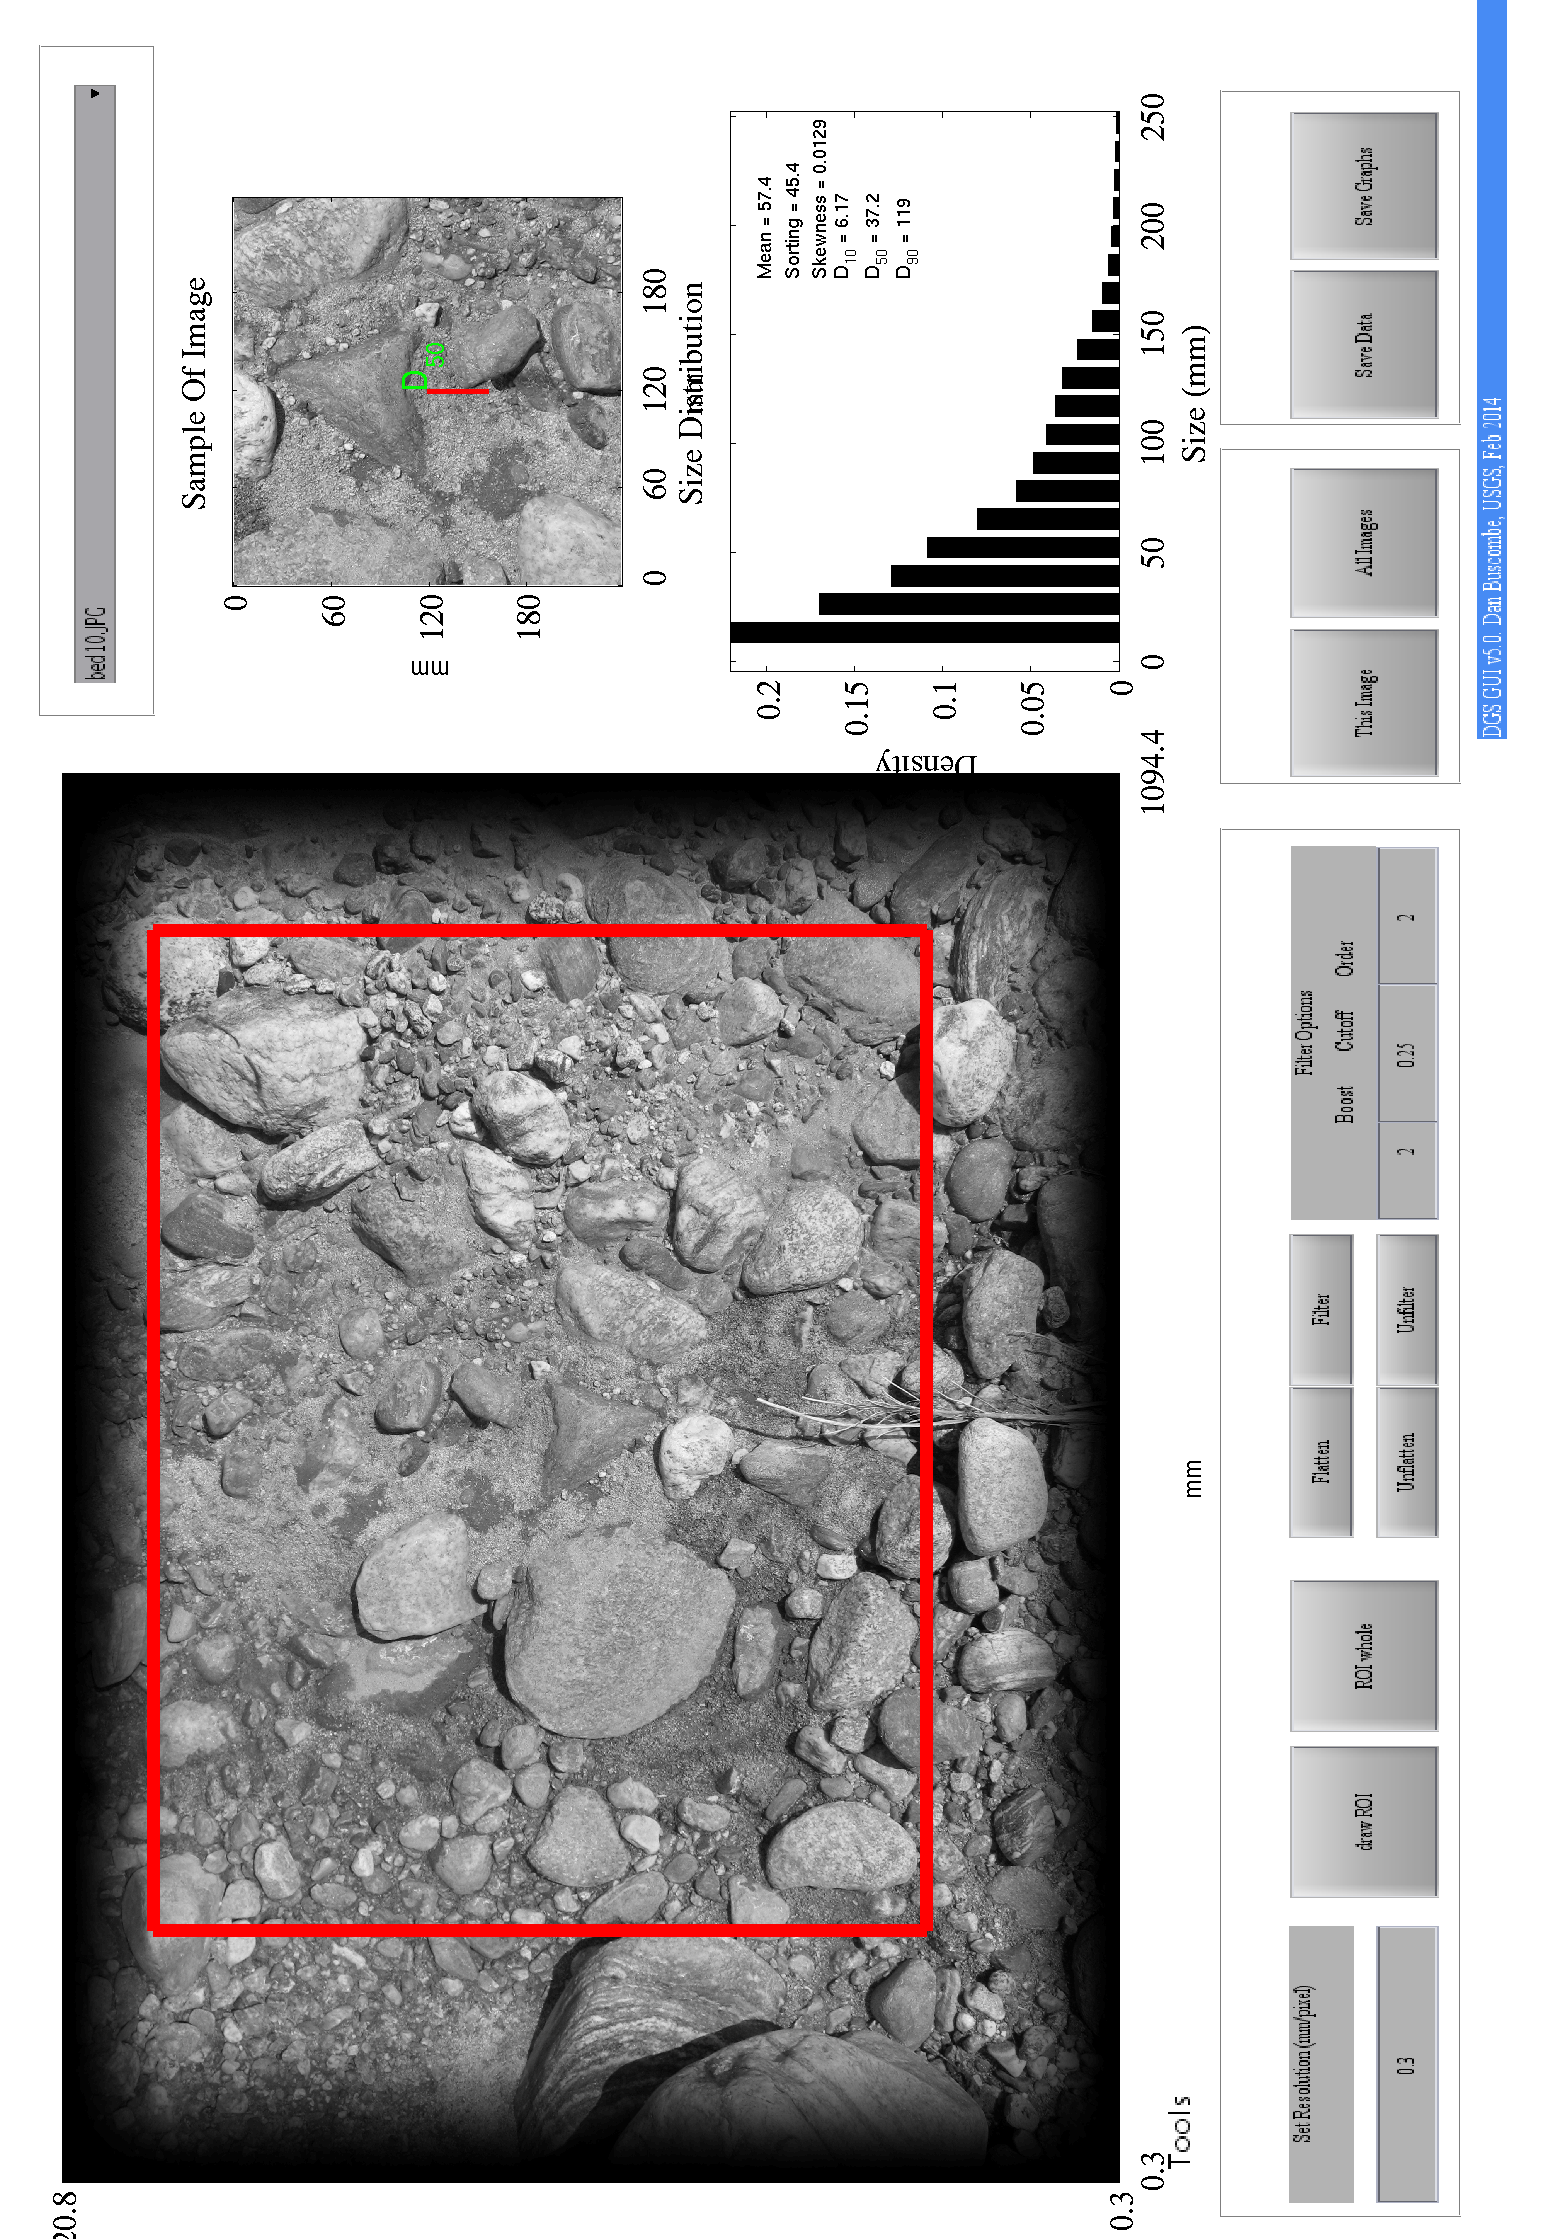 bed10.JPG
Sample Of Image
0
60
120
180
mm
0 60 120 180
mm
D50
Size Distribution
Mean = 57.4
Sorting = 45.4
Skewness = 0.0129
D10 = 6.17
D50 = 37.2
D90 = 119
0.2
0.15
0.1
0.05
0
Density
0 50 100 150 200 250
Size (mm)
20.8
0.3
0.3
1094.4
mm
Tools
Set Resolution (mm/pixel)
0.3
draw ROI
ROI whole
Flatten
Filter
Unflatten
Unfilter
Filter Options
Boost Cutoff Order
2 0.25 2
This Image
All Images
Save Data
Save Graphs
DGS GUI v5.0. Dan Buscombe, USGS, Feb 2014